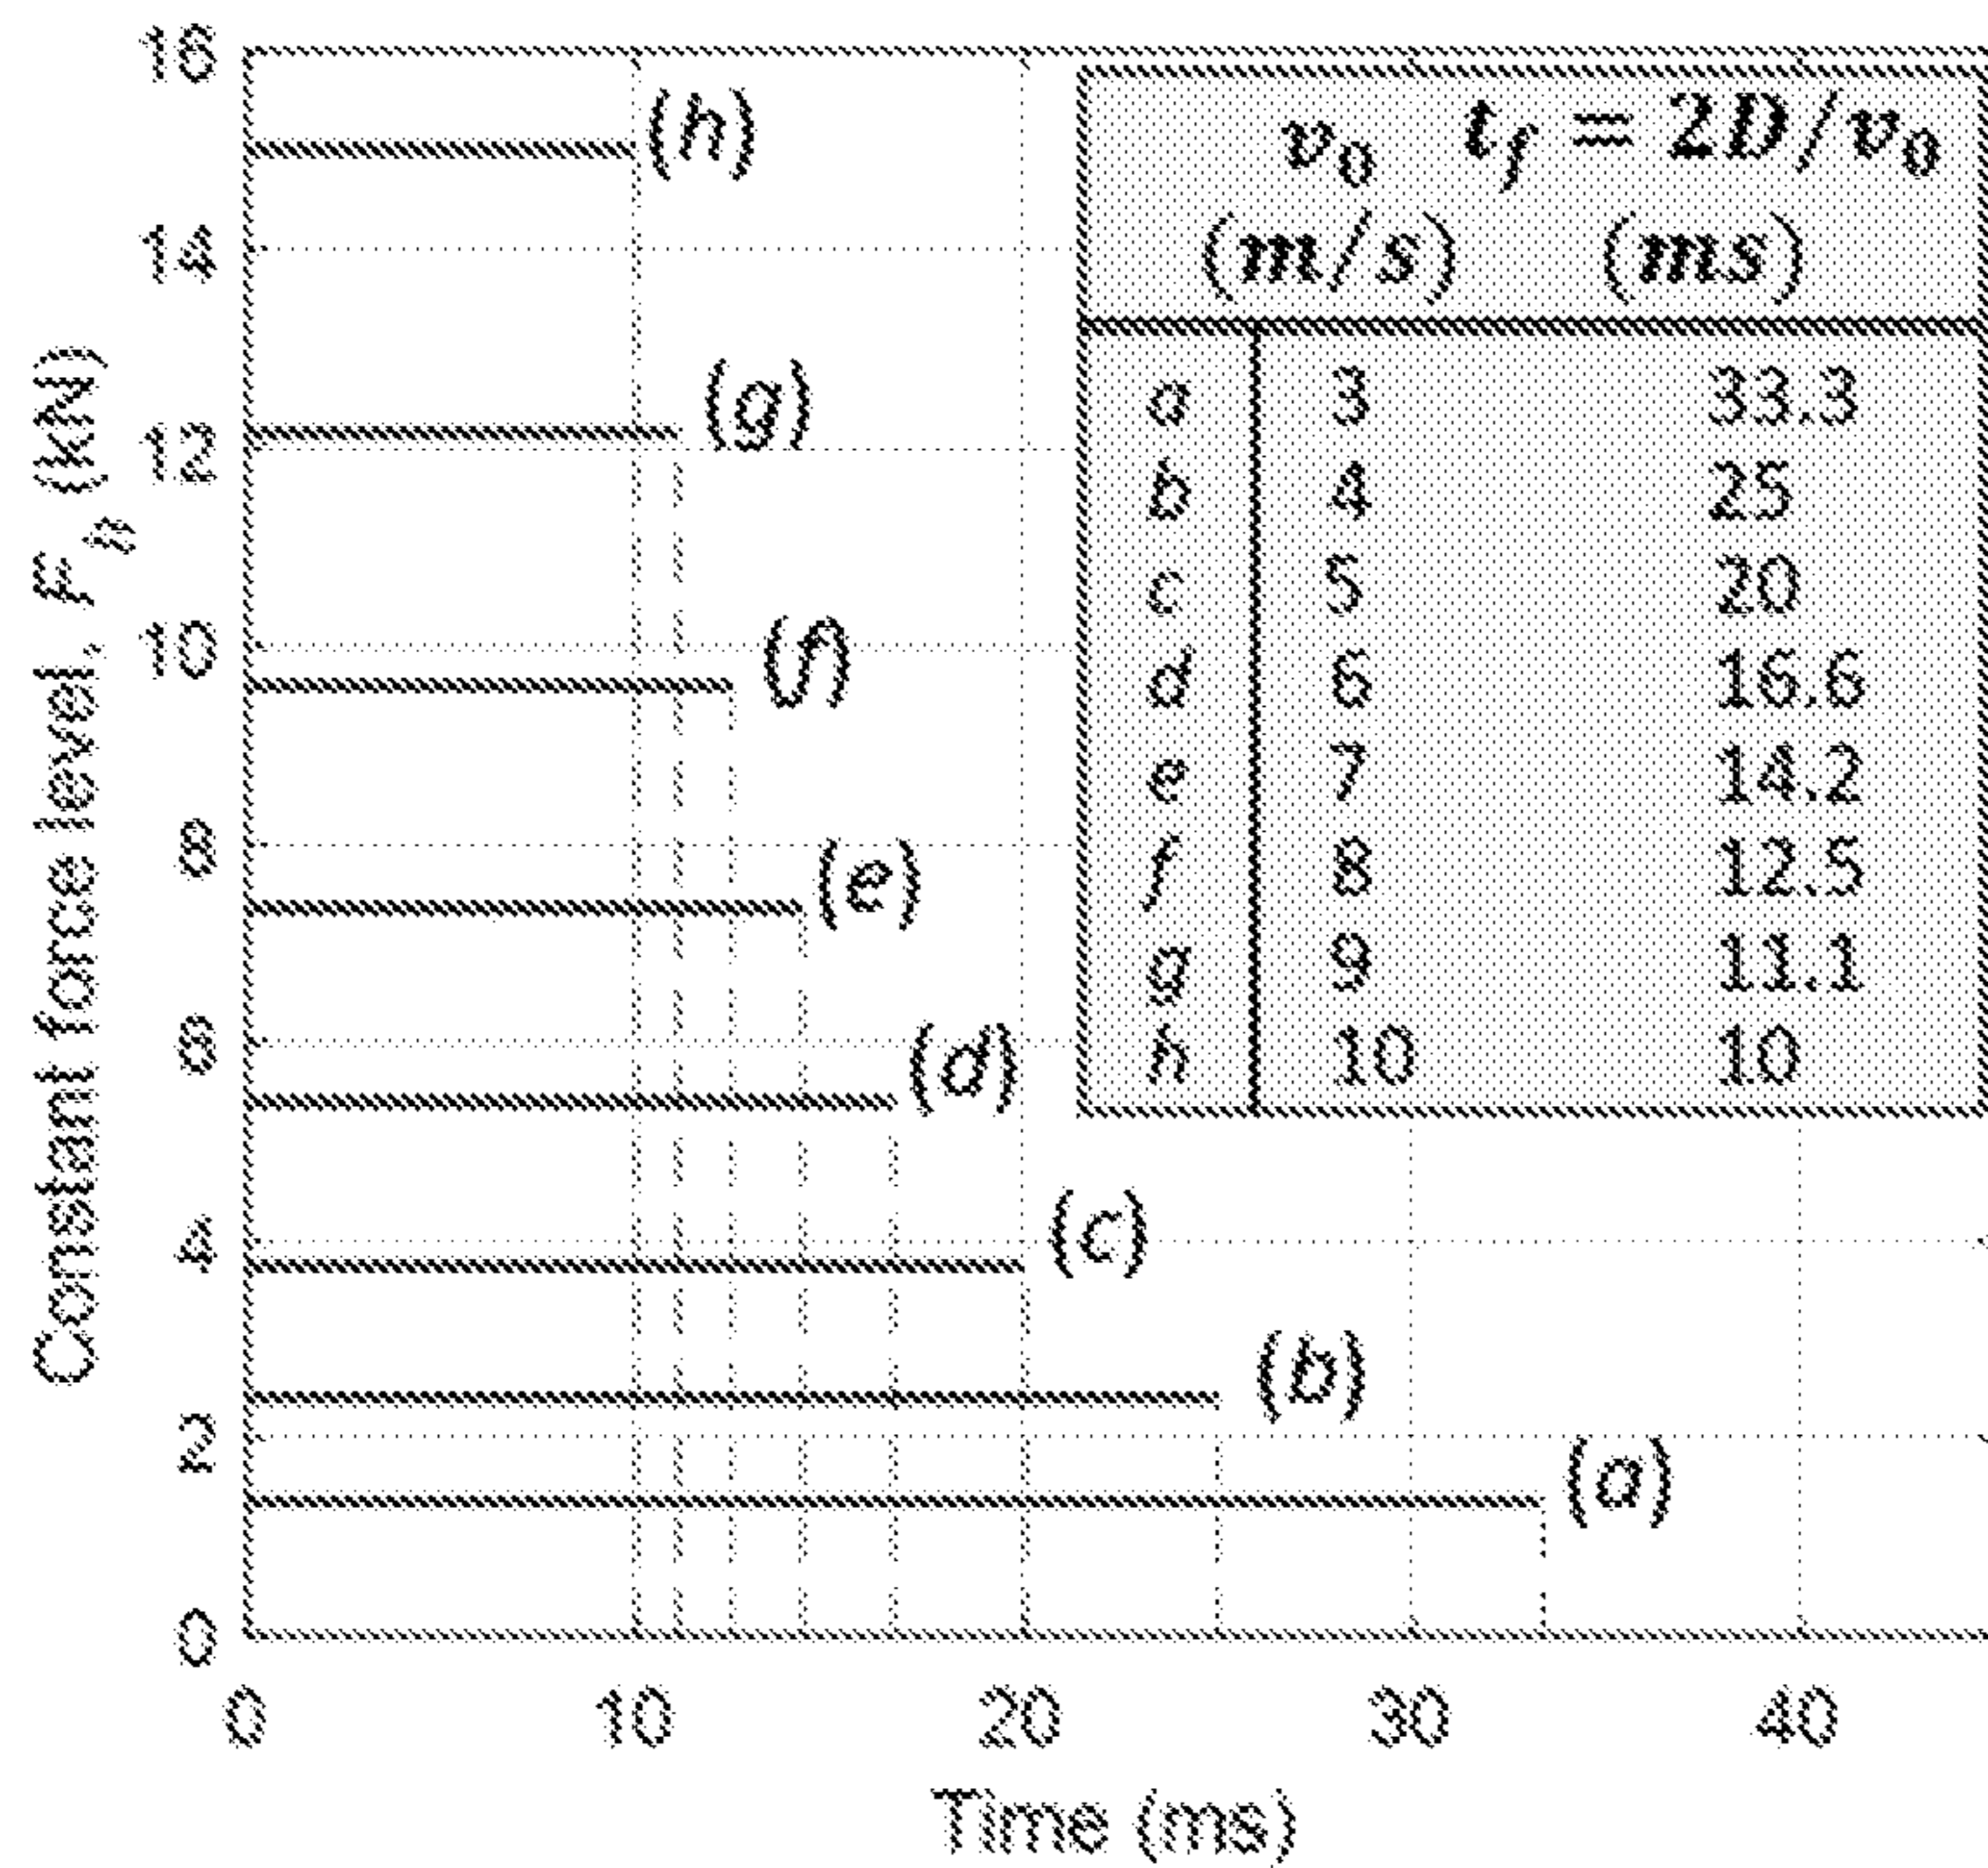 Constant force level, F_n (kN)
16
14
12
10
8
6
4
2
0
(h)
(g)
(f)
(e)
(d)
(c)
(b)
(a)
v₀ t_f = 2D/v₀
(m/s) (ms)
a 3 33.3
b 4 25
c 5 20
d 6 16.6
e 7 14.2
f 8 12.5
g 9 11.1
h 10 10
0 10 20 30 40
Time (ms)